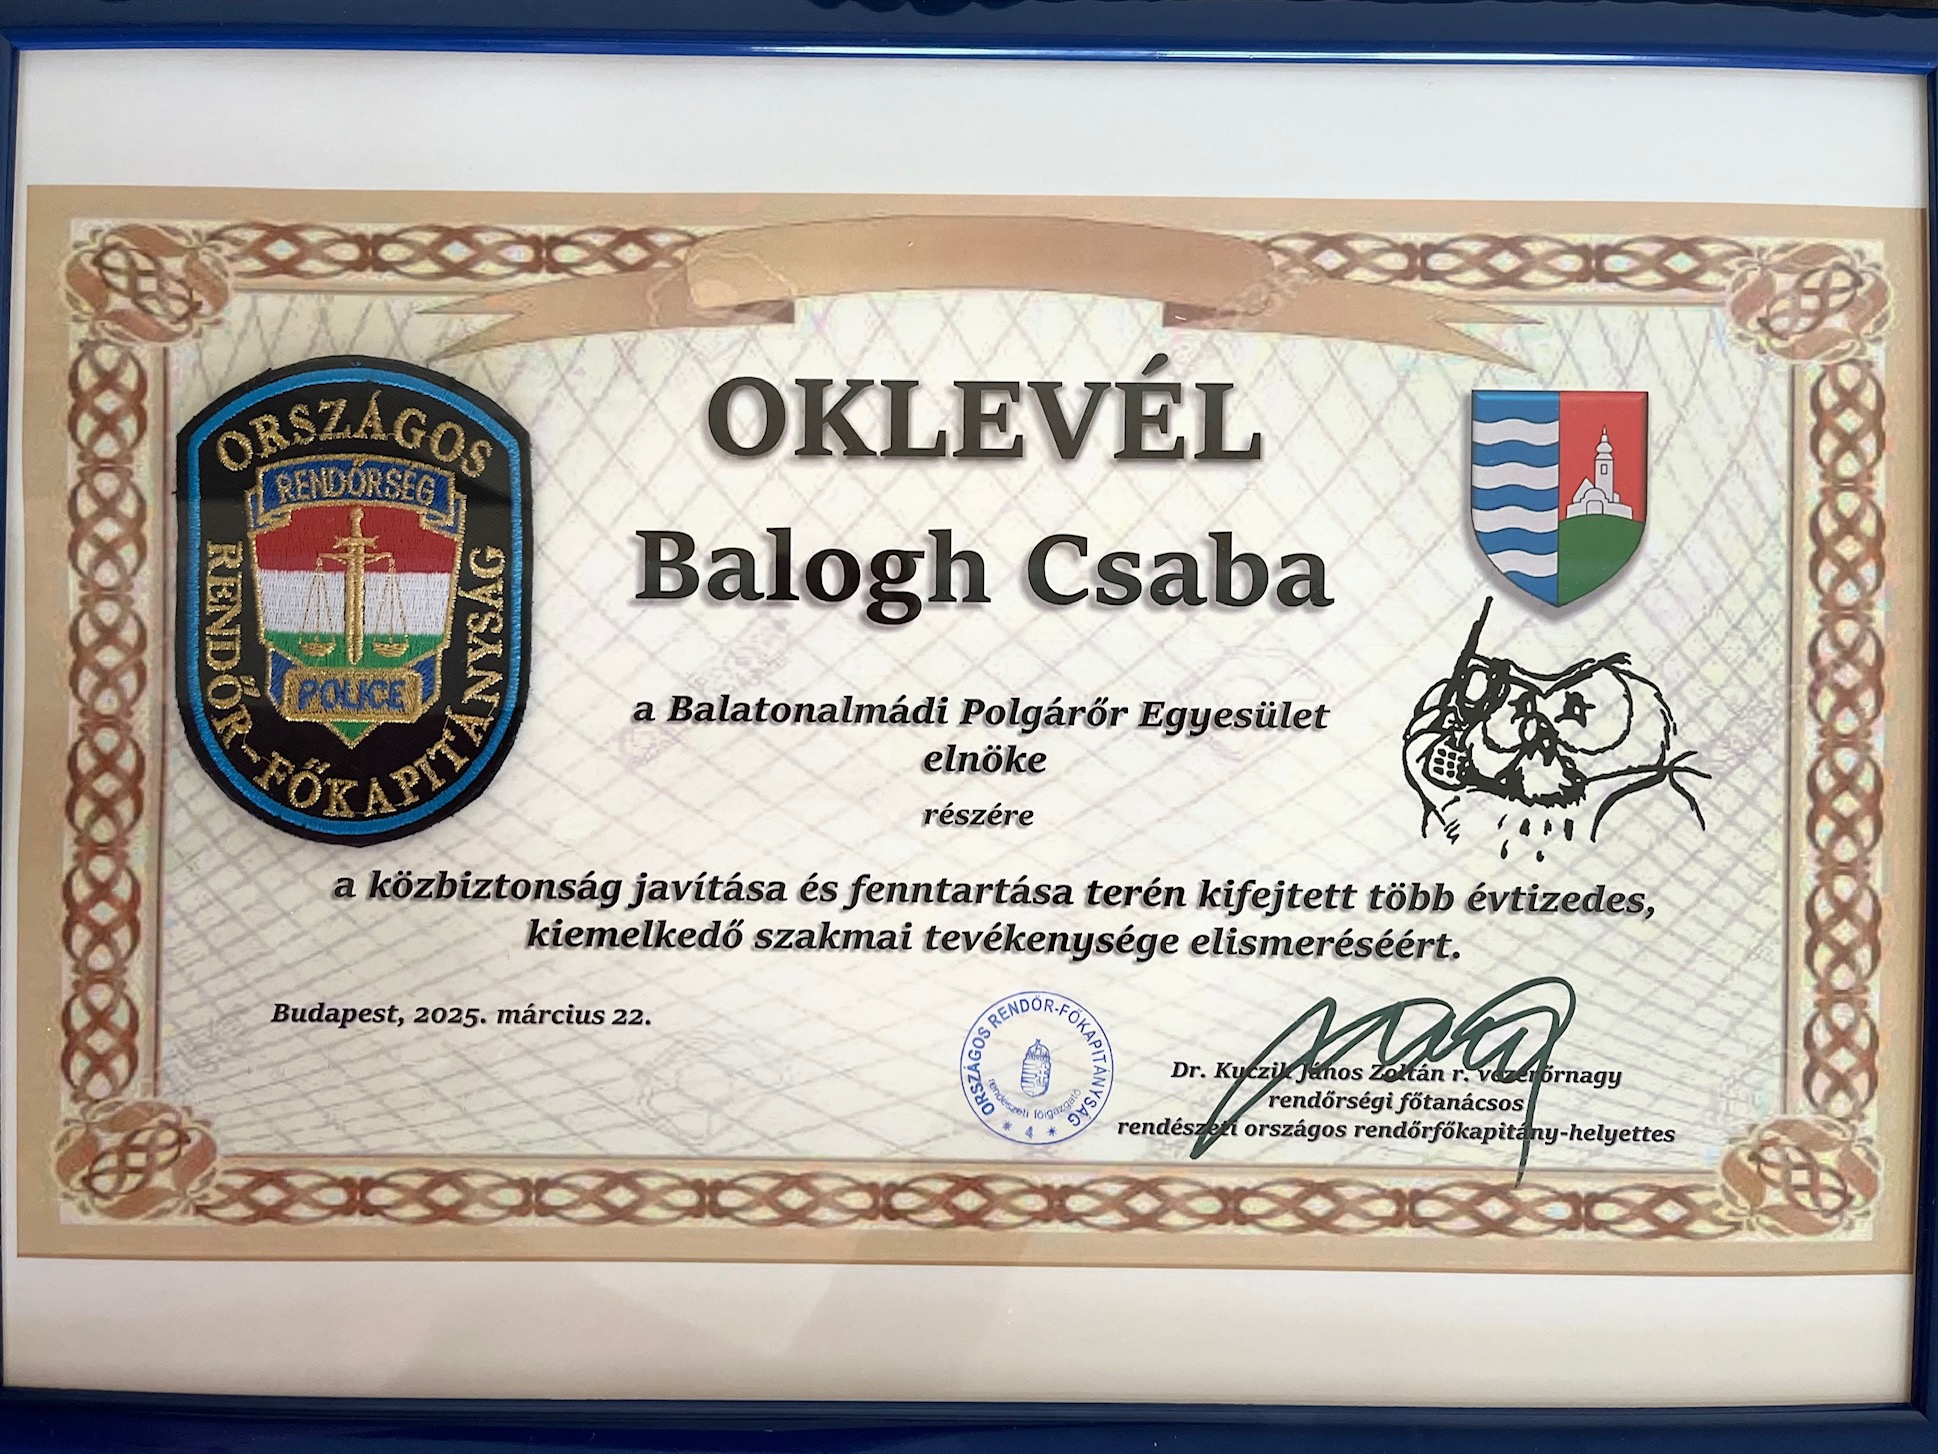 ORSZÁGOS
RENDŐR-FŐKAPITÁNYSÁG
RENDŐRSÉG
POLICE
OKLEVÉL
Balogh Csaba
a Balatonalmádi Polgárőr Egyesület
elnöke
részére
a közbiztonság javítása és fenntartása terén kifejtett több évtizedes,
kiemelkedő szakmai tevékenysége elismeréséért.
Budapest, 2025. március 22.
ORSZÁGOS RENDŐR-FŐKAPITÁNYSÁG
rendészeti főigazgató
* 4 *
Dr. Kuczik János Zoltán r. vezérőrnagy
rendőrségi főtanácsos
rendészeti országos rendőrfőkapitány-helyettes